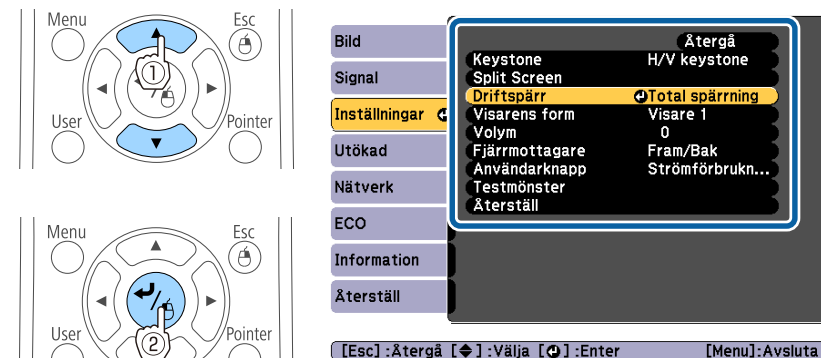 Menu
Esc
1
User
Pointer
Menu
Esc
User
2
Pointer
Bild
Signal
Inställningar
Utökad
Nätverk
ECO
Information
Återställ
Återgå
Keystone H/V keystone
Split Screen
Driftspärr Total spärrning
Visarens form Visare 1
Volym 0
Fjärrmottagare Fram/Bak
Användarknapp Strömförbrukn...
Testmönster
Återställ
[Esc] :Återgå [◆] :Välja [⏎] :Enter [Menu]:Avsluta